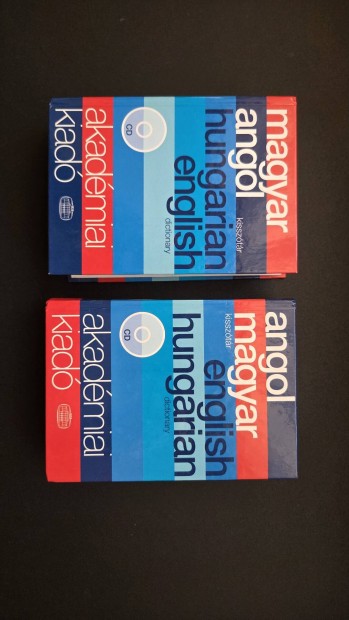 magyar
angol
kisszótár
hungarian
english
dictionary
CD
akadémiai
kiadó
angol
magyar
kisszótár
english
hungarian
dictionary
CD
akadémiai
kiadó